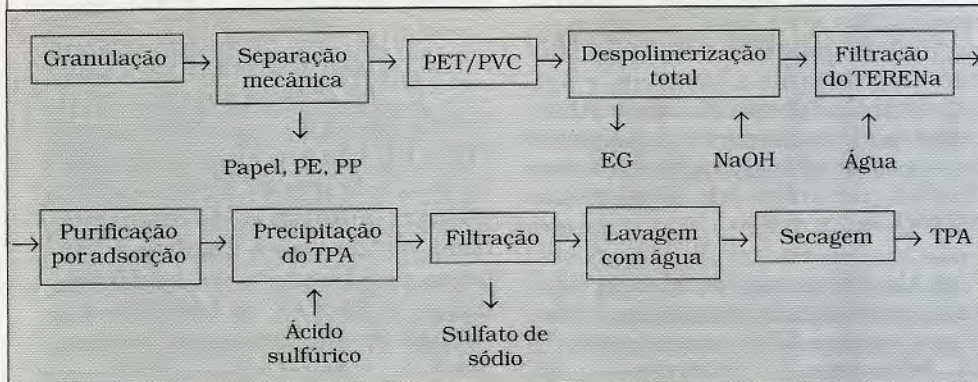 Granulação
Separação
mecânica
PET/PVC
Despolimerização
total
Filtração
do TERENa
Papel, PE, PP
EG
NaOH
Água
Purificação
por adsorção
Precipitação
do TPA
Filtração
Lavagem
com água
Secagem
TPA
Ácido
sulfúrico
Sulfato de
sódio